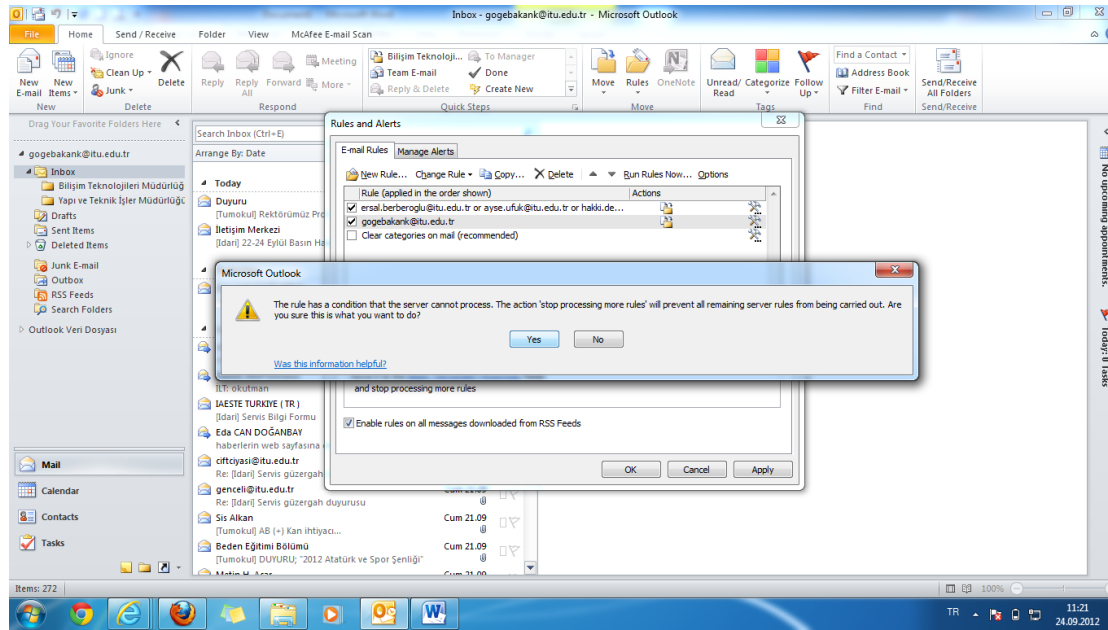 Inbox - gogebakank@itu.edu.tr - Microsoft Outlook
File Home Send / Receive Folder View McAfee E-mail Scan
New E-mail
New Items
New
Ignore
Clean Up
Junk
Delete
Delete
Reply
Reply All
Forward
Meeting
More
Respond
Bilişim Teknoloji...
To Manager
Team E-mail
Done
Reply & Delete
Create New
Quick Steps
Move
Rules
OneNote
Move
Unread/ Read
Categorize
Follow Up
Tags
Find a Contact
Address Book
Filter E-mail
Find
Send/Receive All Folders
Send/Receive
Drag Your Favorite Folders Here
gogebakank@itu.edu.tr
Inbox
Bilişim Teknolojileri Müdürlüğ
Yapı ve Teknik İşler Müdürlüğü
Drafts
Sent Items
Deleted Items
Junk E-mail
Outbox
RSS Feeds
Search Folders
Outlook Veri Dosyası
Mail
Calendar
Contacts
Tasks
Search Inbox (Ctrl+E)
Arrange By: Date
Today
Duyuru
[Tumokul] Rektörümüz Pro
İletişim Merkezi
[Idari] 22-24 Eylül Basın Ha
ILT: okutman
IAESTE TURKIYE ( TR )
[Idari] Servis Bilgi Formu
Eda CAN DOĞANBAY
haberlerin web sayfasına
ciftciyasi@itu.edu.tr
Re: [Idari] Servis güzergah
genceli@itu.edu.tr
Cum 21.09
Re: [Idari] Servis güzergah duyurusu
Sis Alkan
Cum 21.09
[Tumokul] AB (+) Kan ihtiyacı...
Beden Eğitimi Bölümü
Cum 21.09
[Tumokul] DUYURU; "2012 Atatürk ve Spor Şenliği"
Metin H. Acar
Cum 21.09
Rules and Alerts
E-mail Rules Manage Alerts
New Rule... Change Rule Copy... Delete Run Rules Now... Options
Rule (applied in the order shown) Actions
ersal.berberoglu@itu.edu.tr or ayse.ufuk@itu.edu.tr or hakki.de...
gogebakank@itu.edu.tr
Clear categories on mail (recommended)
Microsoft Outlook
The rule has a condition that the server cannot process. The action 'stop processing more rules' will prevent all remaining server rules from being carried out. Are
you sure this is what you want to do?
Yes No
Was this information helpful?
and stop processing more rules
Enable rules on all messages downloaded from RSS Feeds
OK Cancel Apply
No upcoming appointments.
Today: 0 Tasks
Items: 272
100%
TR
11:21
24.09.2012